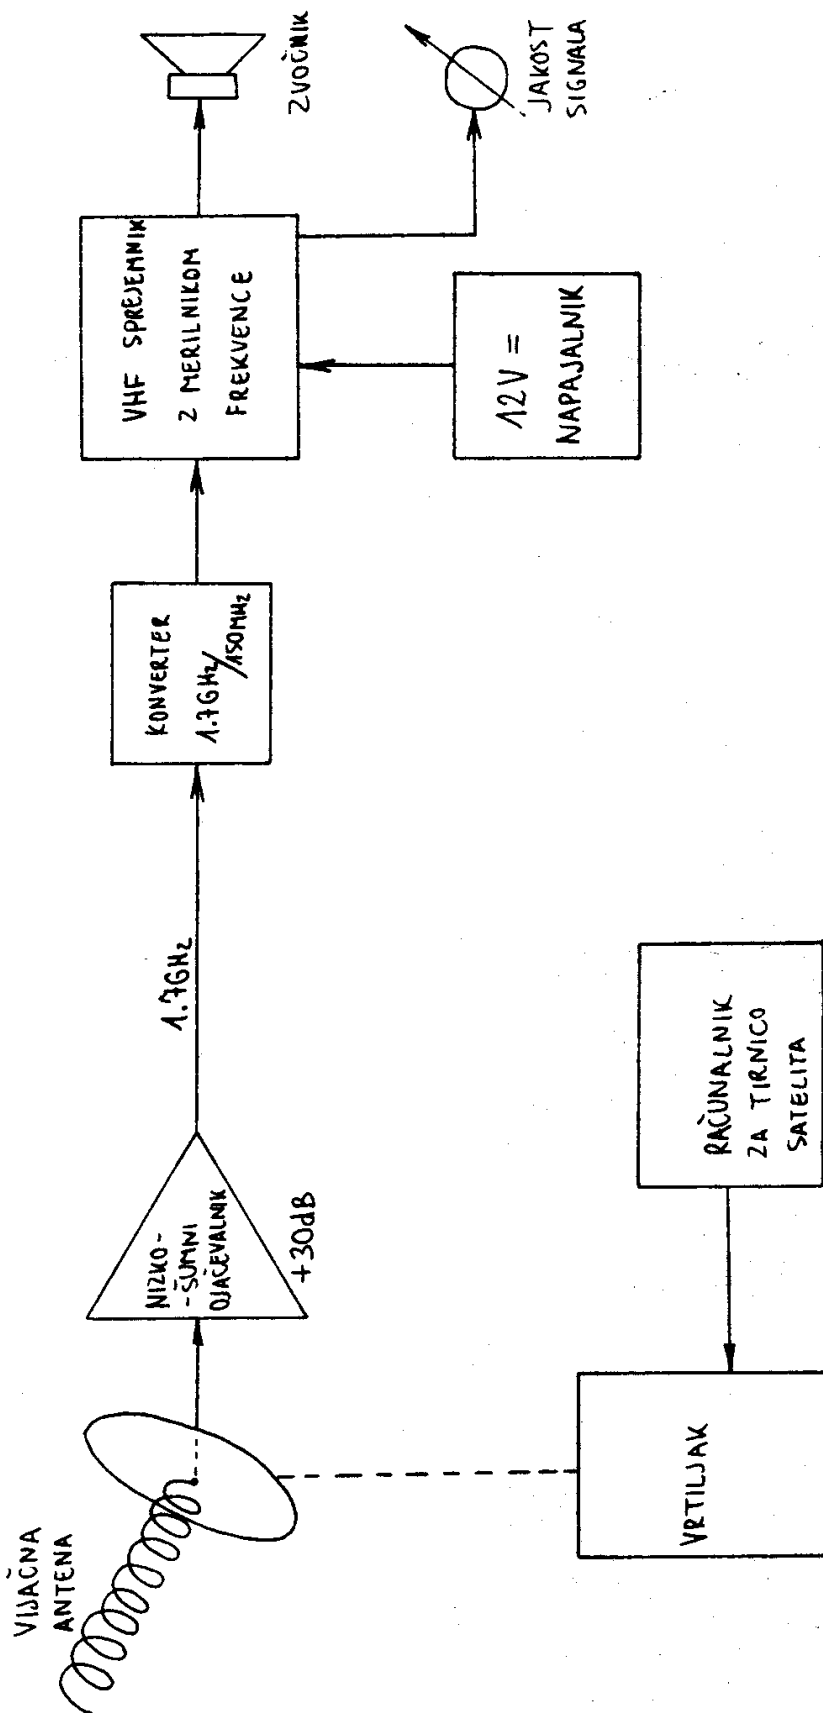 VIJAČNA
ANTENA
NIZKO-
-ŠUMNI
OJAČEVALNIK
+30dB
1.7GHz
KONVERTER
1.7GHz/150MHz
VHF SPREJEMNIK
Z MERILNIKOM
FREKVENCE
ZVOČNIK
JAKOST
SIGNALA
12V =
NAPAJALNIK
RAČUNALNIK
ZA TIRNICO
SATELITA
VRTILJAK